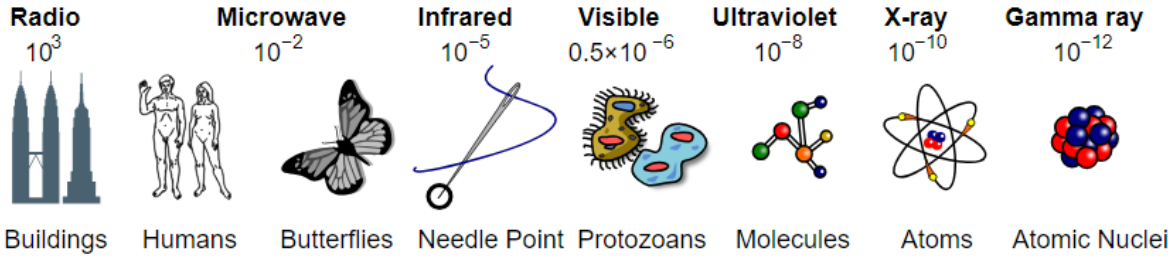 Radio Microwave Infrared Visible Ultraviolet X-ray Gamma ray
10³ 10⁻² 10⁻⁵ 0.5×10⁻⁶ 10⁻⁸ 10⁻¹⁰ 10⁻¹²
Buildings Humans Butterflies Needle Point Protozoans Molecules Atoms Atomic Nuclei